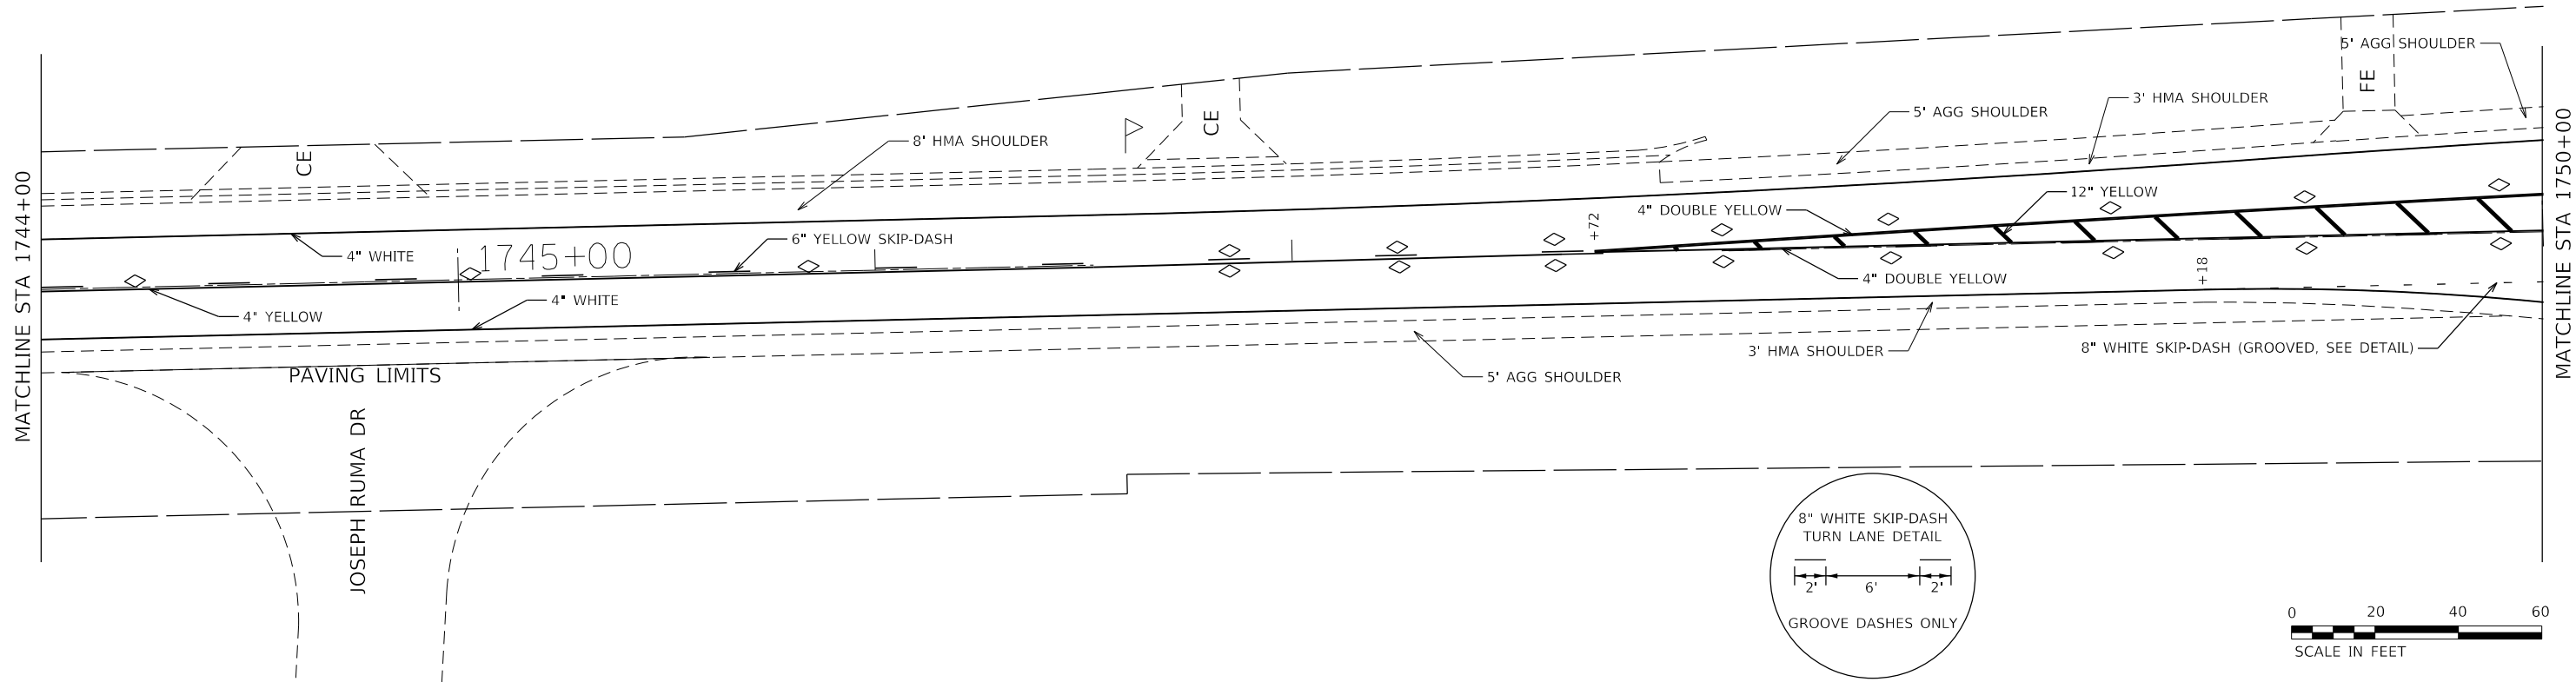 MATCHLINE STA 1744+00
CE
CE
FE
5' AGG SHOULDER
3' HMA SHOULDER
5' AGG SHOULDER
8' HMA SHOULDER
MATCHLINE STA 1750+00
12" YELLOW
4" DOUBLE YELLOW
+72
6" YELLOW SKIP-DASH
4" WHITE
1745+00
4" DOUBLE YELLOW
+18
4" WHITE
4" YELLOW
3' HMA SHOULDER
8" WHITE SKIP-DASH (GROOVED, SEE DETAIL)
5' AGG SHOULDER
PAVING LIMITS
JOSEPH RUMA DR
8" WHITE SKIP-DASH
TURN LANE DETAIL
2' 6' 2'
GROOVE DASHES ONLY
0 20 40 60
SCALE IN FEET